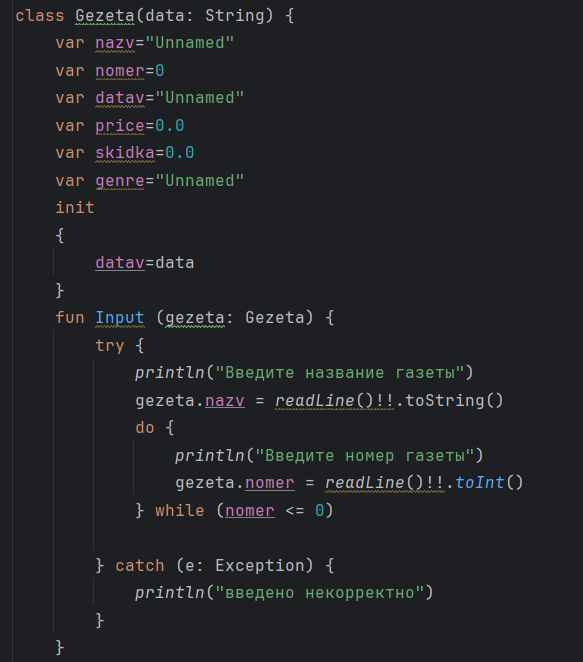 class Gezeta(data: String) {
    var nazv="Unnamed"
    var nomer=0
    var datav="Unnamed"
    var price=0.0
    var skidka=0.0
    var genre="Unnamed"
    init
    {
        datav=data
    }
    fun Input (gezeta: Gezeta) {
        try {
            println("Введите название газеты")
            gezeta.nazv = readLine()!!.toString()
            do {
                println("Введите номер газеты")
                gezeta.nomer = readLine()!!.toInt()
            } while (nomer <= 0)
        } catch (e: Exception) {
            println("введено некорректно")
        }
    }